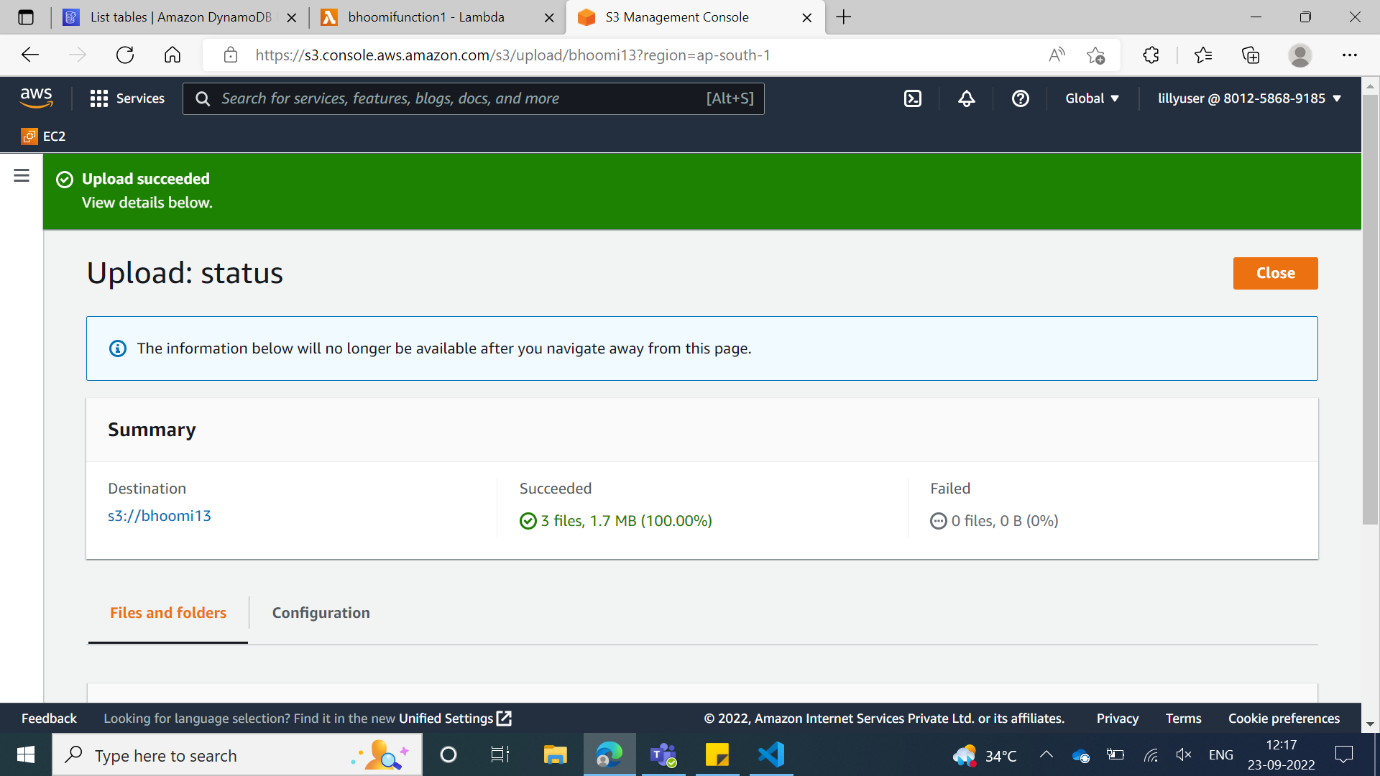 List tables | Amazon DynamoDB
bhoomifunction1 - Lambda
S3 Management Console
https://s3.console.aws.amazon.com/s3/upload/bhoomi13?region=ap-south-1
aws
Services
Search for services, features, blogs, docs, and more
[Alt+S]
Global
lillyuser @ 8012-5868-9185
EC2
Upload succeeded
View details below.
Upload: status
Close
The information below will no longer be available after you navigate away from this page.
Summary
Destination
s3://bhoomi13
Succeeded
3 files, 1.7 MB (100.00%)
Failed
0 files, 0 B (0%)
Files and folders
Configuration
Feedback
Looking for language selection? Find it in the new Unified Settings
© 2022, Amazon Internet Services Private Ltd. or its affiliates.
Privacy
Terms
Cookie preferences
Type here to search
34°C
ENG
12:17
23-09-2022